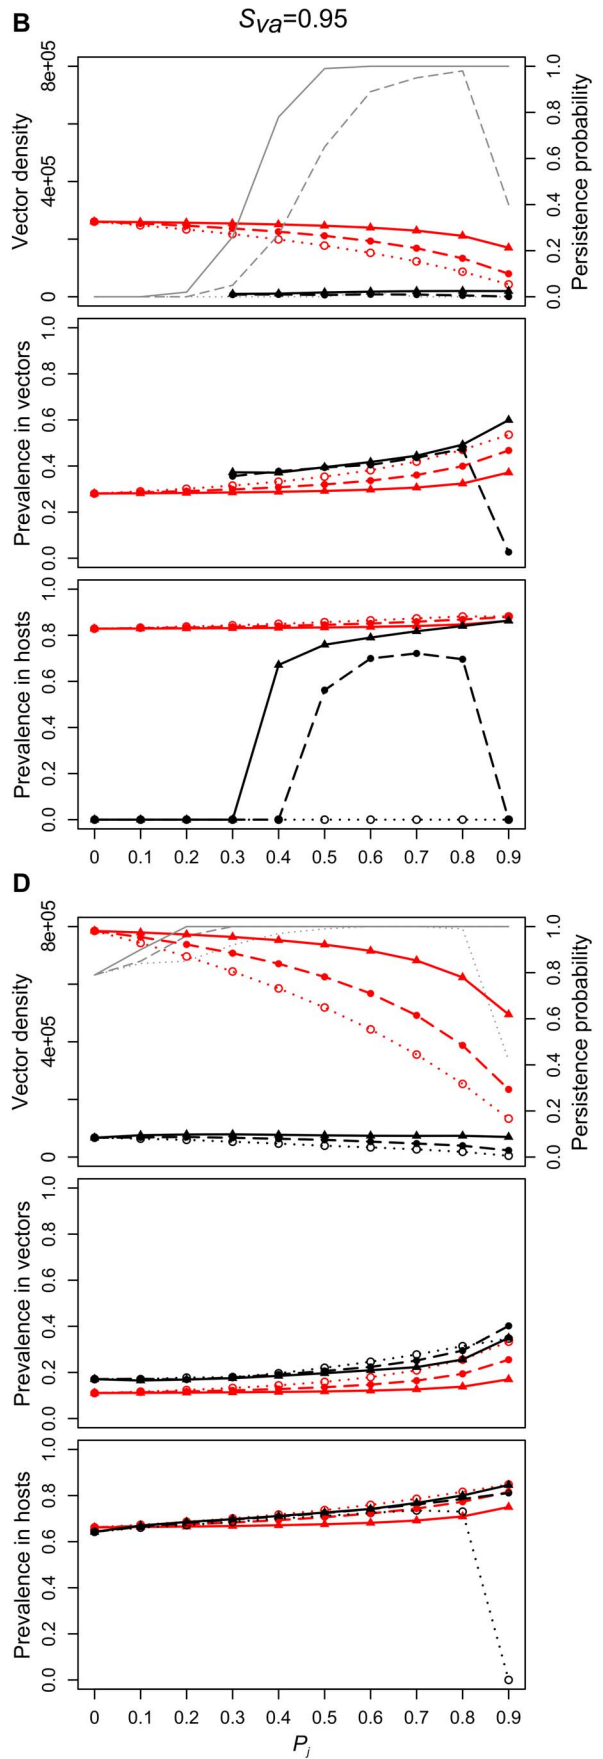 B
Sva=0.95
Vector density
0 4e+05 8e+05
Persistence probability
0.0 0.2 0.4 0.6 0.8 1.0
Prevalence in vectors
0.0 0.2 0.4 0.6 0.8 1.0
Prevalence in hosts
0.0 0.2 0.4 0.6 0.8 1.0
0 0.1 0.2 0.3 0.4 0.5 0.6 0.7 0.8 0.9
D
Vector density
0 4e+05 8e+05
Persistence probability
0.0 0.2 0.4 0.6 0.8 1.0
Prevalence in vectors
0.0 0.2 0.4 0.6 0.8 1.0
Prevalence in hosts
0.0 0.2 0.4 0.6 0.8 1.0
0 0.1 0.2 0.3 0.4 0.5 0.6 0.7 0.8 0.9
Pj